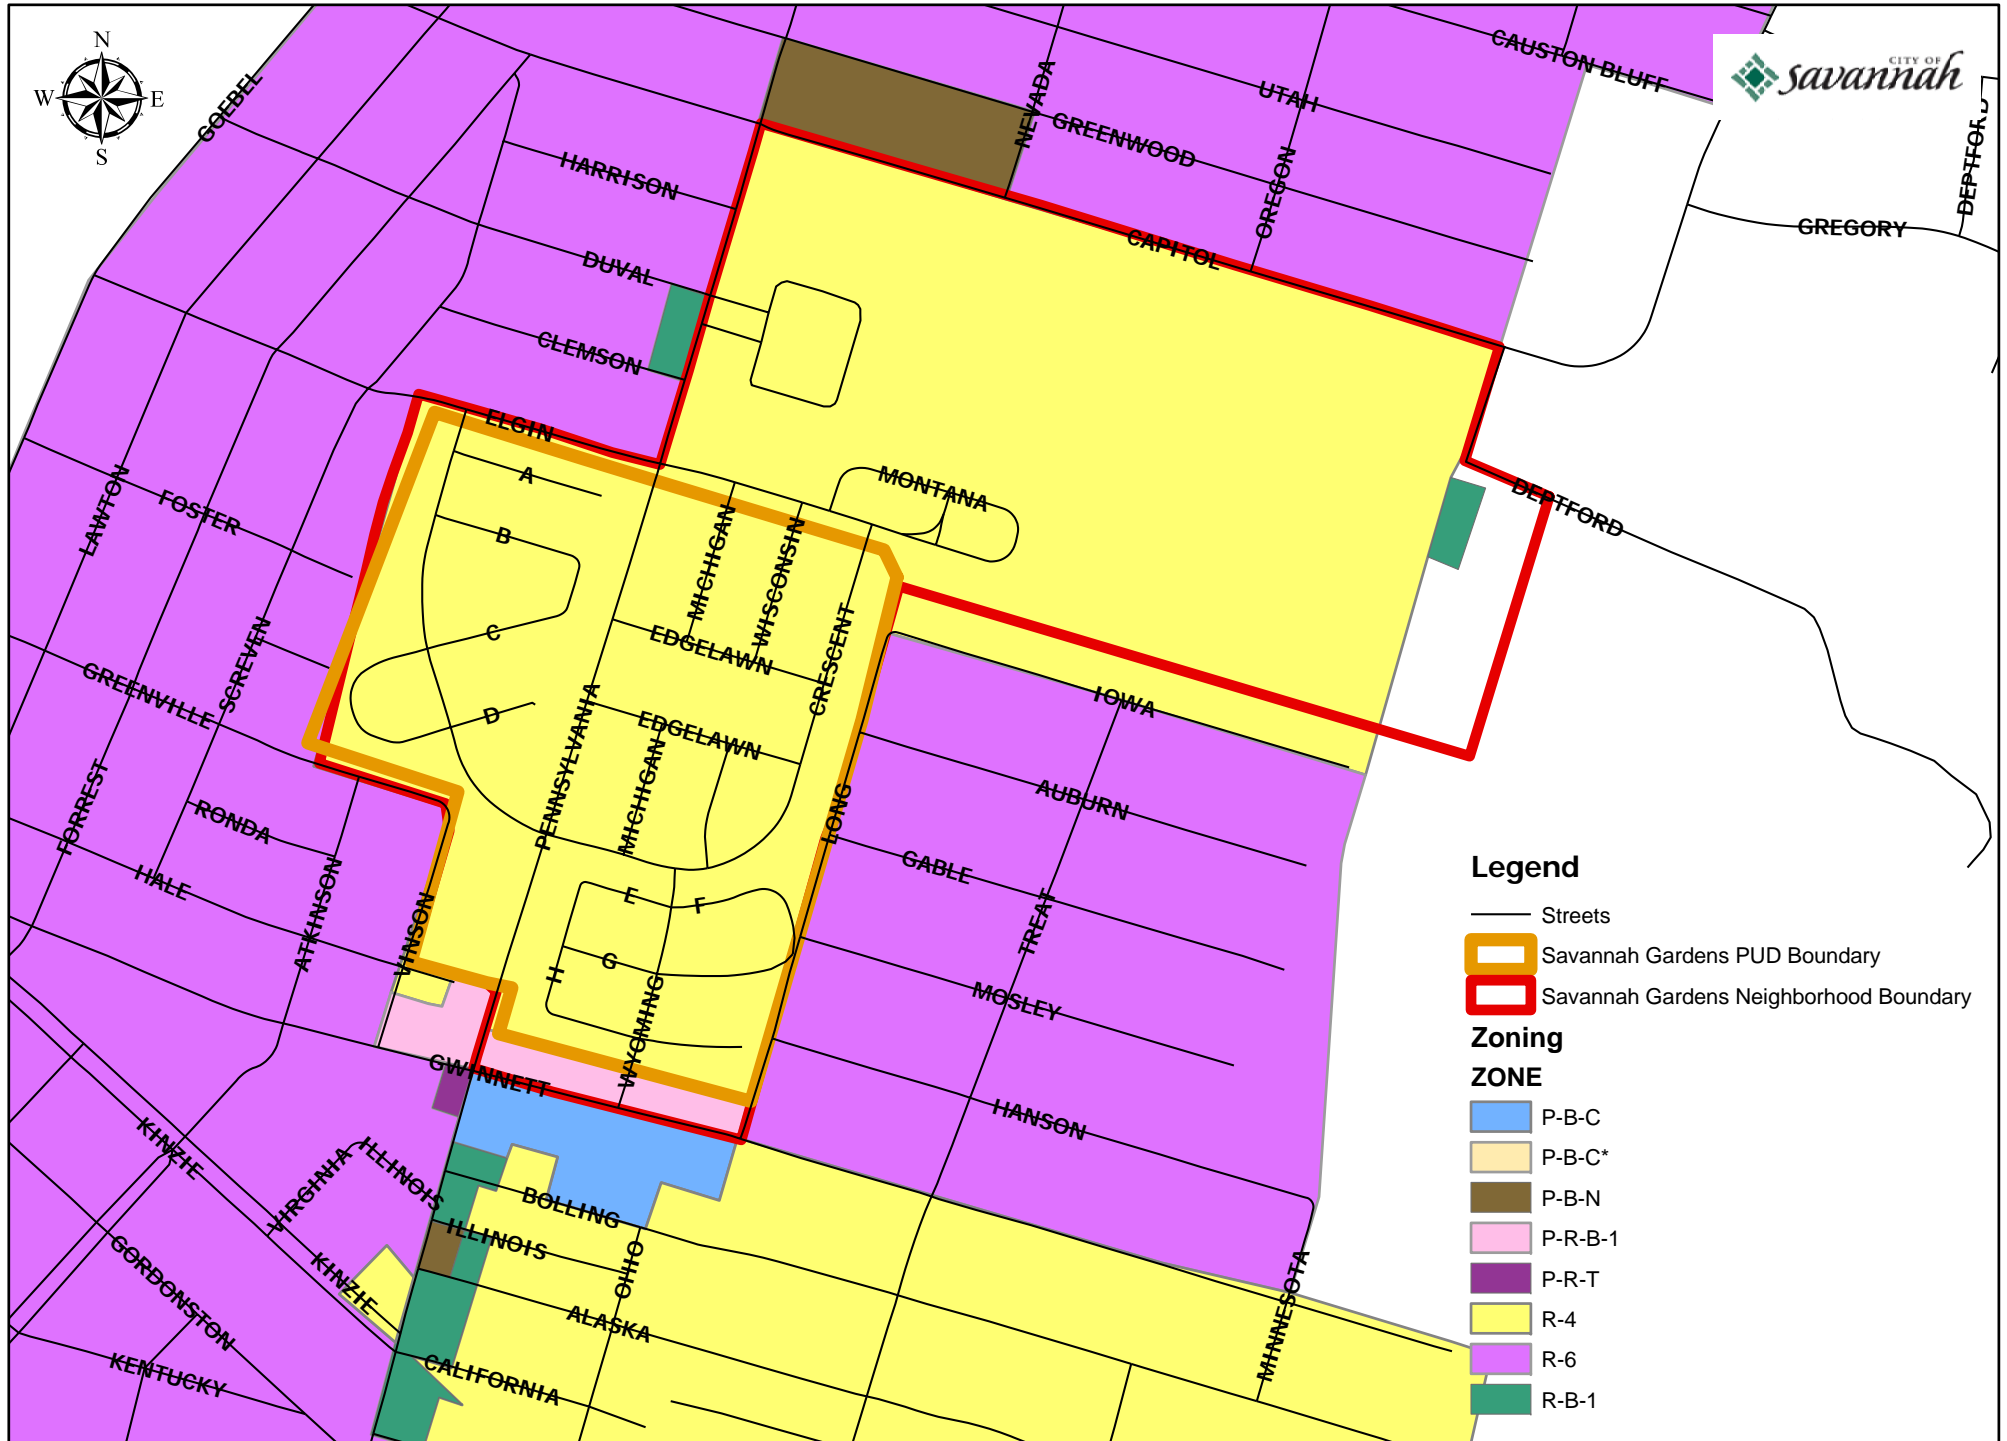 N
W
E
S
CITY OF
savannah
GOEBEL
CAUSTON BLUFF
UTAH
NEVADA
GREENWOOD
DEPTFORD
HARRISON
OREGON
GREGORY
CAPITOL
DUVAL
CLEMSON
ELGIN
A
MONTANA
LAWTON
FOSTER
B
DEPTFORD
MICHIGAN
WISCONSIN
C
EDGELAWN
CRESCENT
SCREVEN
GREENVILLE
D
PENNSYLVANIA
EDGELAWN
IOWA
MICHIGAN
FORREST
RONDA
LONG
AUBURN
HALE
GABLE
ATKINSON
VINSON
E
F
TREAT
H
G
WYOMING
MOSLEY
GWINNETT
HANSON
KINZIE
VIRGINIA
ILLINOIS
BOLLING
ILLINOIS
OHIO
GORDONSTON
KINZIE
ALASKA
MINNESOTA
KENTUCKY
CALIFORNIA
Legend
Streets
Savannah Gardens PUD Boundary
Savannah Gardens Neighborhood Boundary
Zoning
ZONE
P-B-C
P-B-C*
P-B-N
P-R-B-1
P-R-T
R-4
R-6
R-B-1